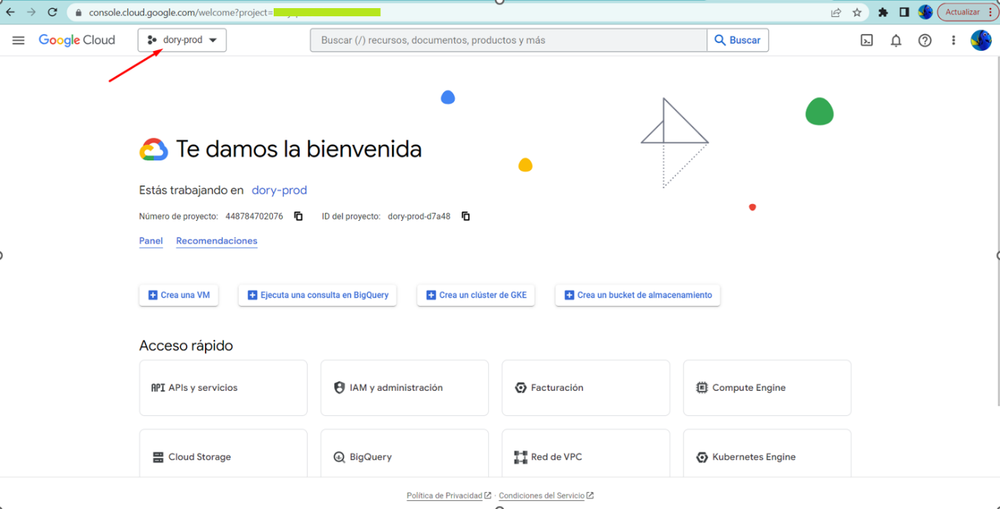 console.cloud.google.com/welcome?project=
Actualizar
Google Cloud
dory-prod
Buscar (/) recursos, documentos, productos y más
Buscar
Te damos la bienvenida
Estás trabajando en dory-prod
Número de proyecto: 448784702076 ID del proyecto: dory-prod-d7a48
Panel Recomendaciones
Crea una VM
Ejecuta una consulta en BigQuery
Crea un clúster de GKE
Crea un bucket de almacenamiento
Acceso rápido
API APIs y servicios
IAM y administración
Facturación
Compute Engine
Cloud Storage
BigQuery
Red de VPC
Kubernetes Engine
Política de Privacidad · Condiciones del Servicio